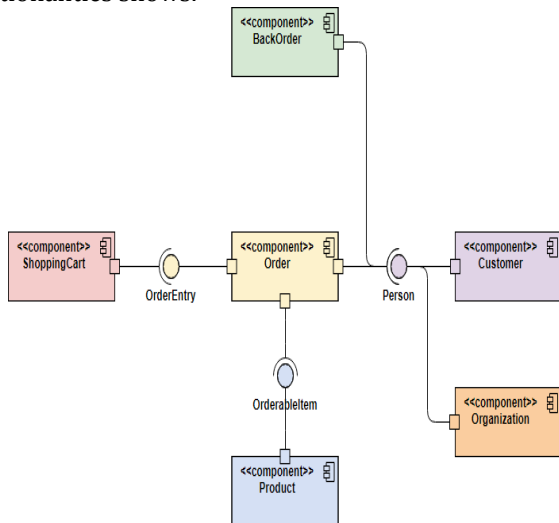 <<component>>
BackOrder
<<component>>
ShoppingCart
OrderEntry
<<component>>
Order
Person
<<component>>
Customer
OrderableItem
<<component>>
Organization
<<component>>
Product